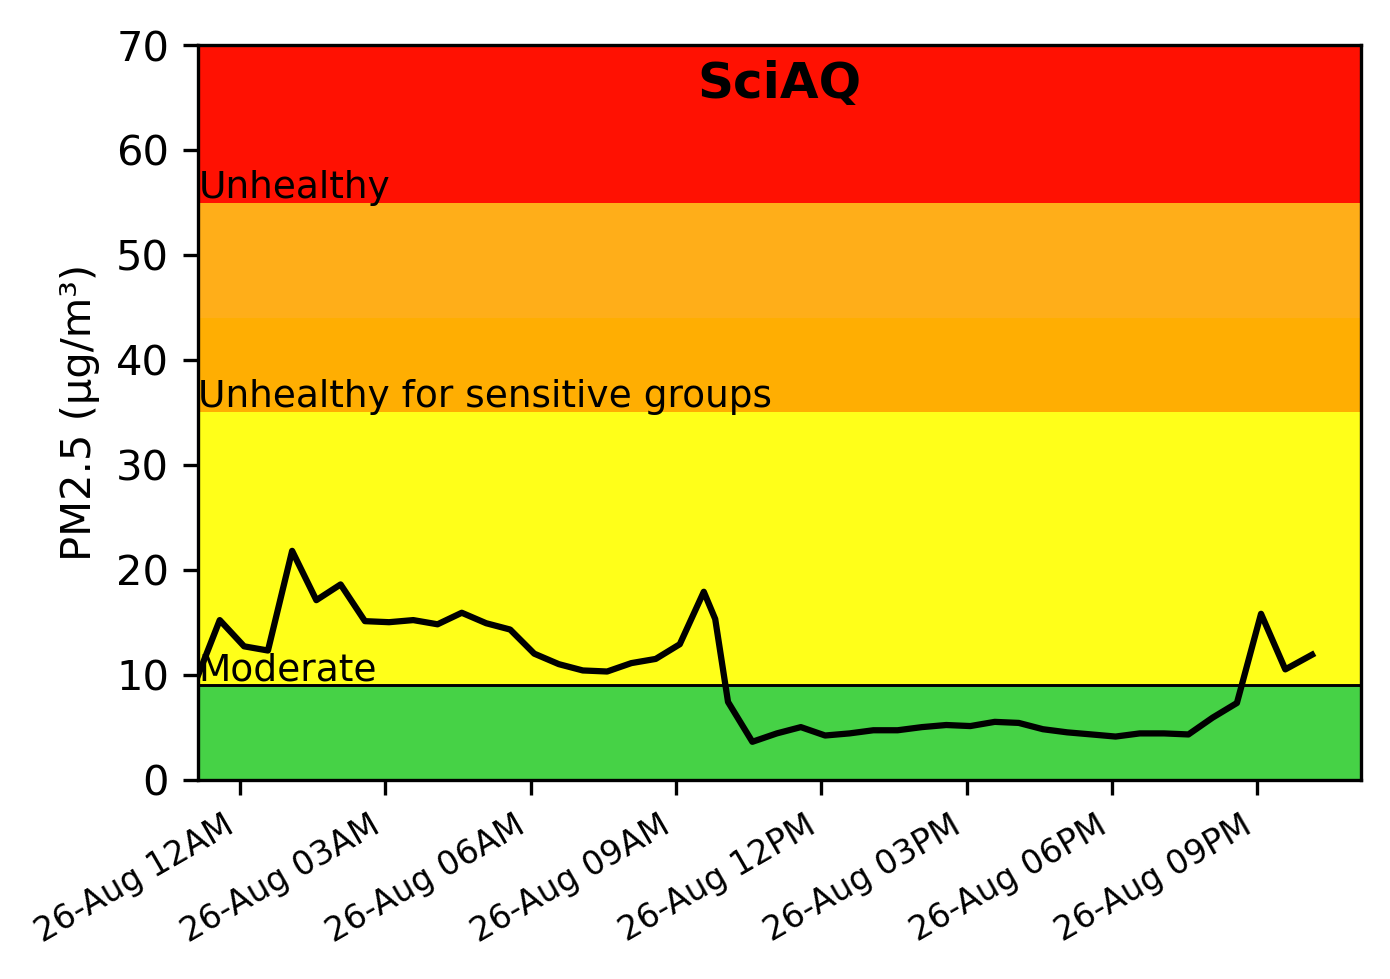 SciAQ
PM2.5 (µg/m³)
70
60
50
40
30
20
10
0
Unhealthy
Unhealthy for sensitive groups
Moderate
26-Aug 12AM
26-Aug 03AM
26-Aug 06AM
26-Aug 09AM
26-Aug 12PM
26-Aug 03PM
26-Aug 06PM
26-Aug 09PM